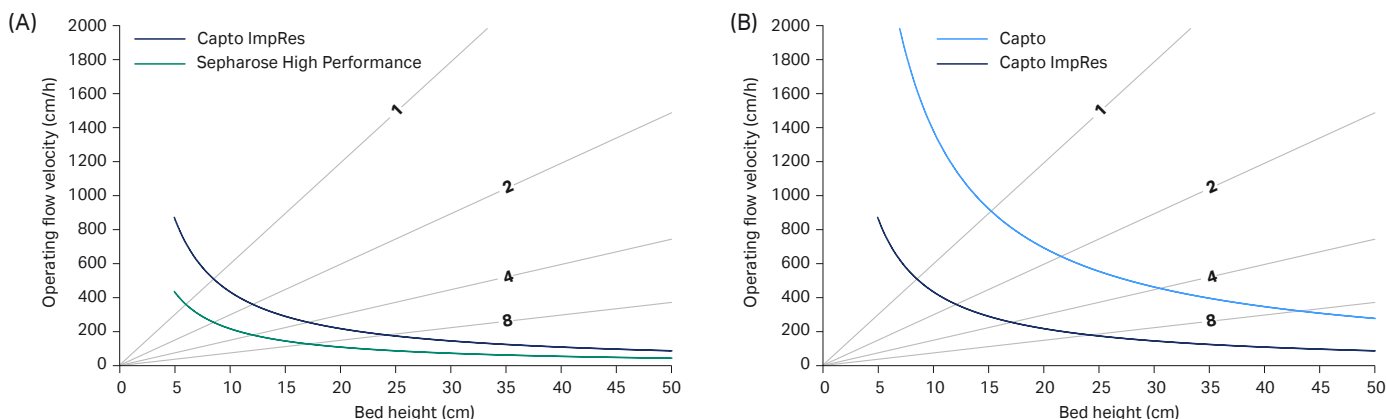 (A)
Operating flow velocity (cm/h)
2000
1800
1600
1400
1200
1000
800
600
400
200
0
Capto ImpRes
Sepharose High Performance
1
2
4
8
0 5 10 15 20 25 30 35 40 45 50
Bed height (cm)
(B)
Operating flow velocity (cm/h)
2000
1800
1600
1400
1200
1000
800
600
400
200
0
Capto
Capto ImpRes
1
2
4
8
0 5 10 15 20 25 30 35 40 45 50
Bed height (cm)